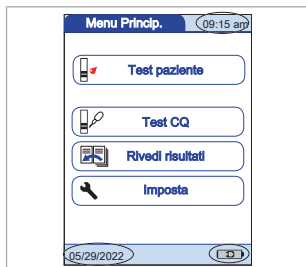 Menu Princip. 09:15 am
Test paziente
Test CQ
Rivedi risultati
Imposta
05/29/2022